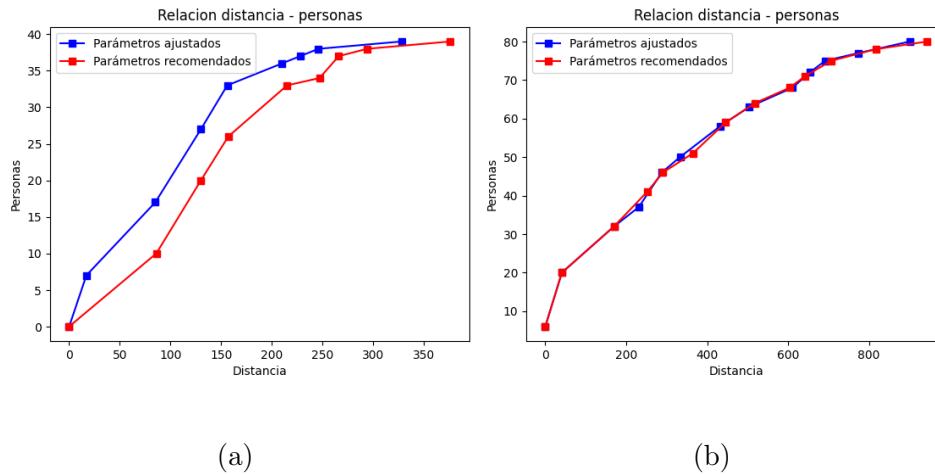 Relacion distancia - personas
Parámetros ajustados
Parámetros recomendados
Personas
40
35
30
25
20
15
10
5
0
0 50 100 150 200 250 300 350
Distancia
(a)
Relacion distancia - personas
Parámetros ajustados
Parámetros recomendados
Personas
80
70
60
50
40
30
20
10
0 200 400 600 800
Distancia
(b)